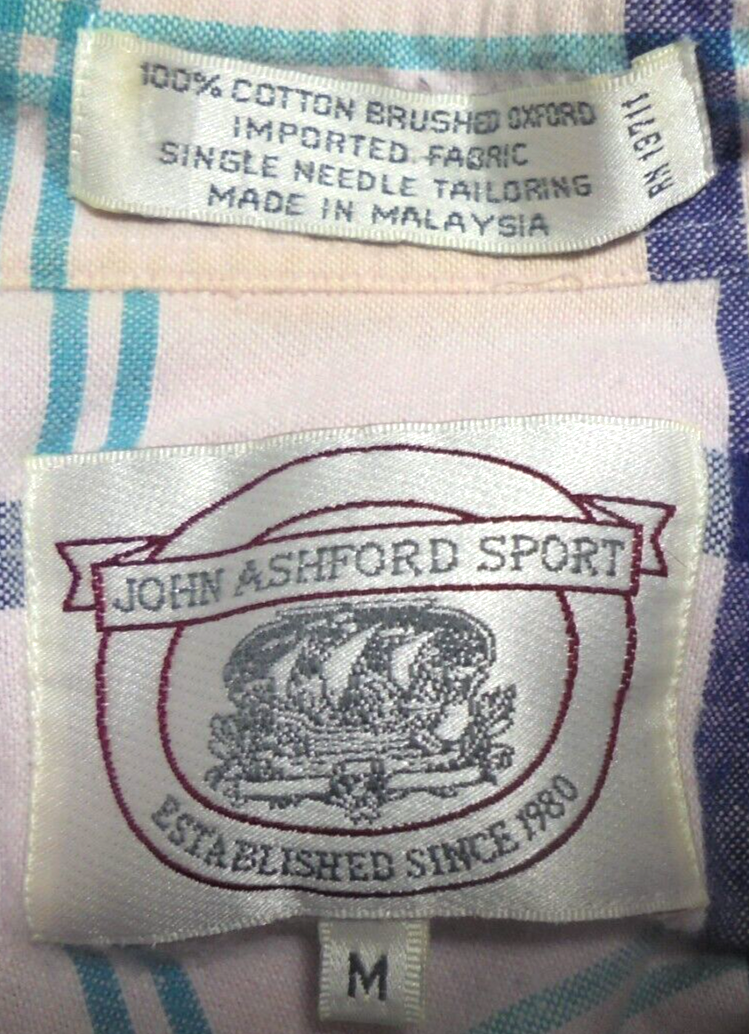 100% COTTON BRUSHED OXFORD
IMPORTED FABRIC
SINGLE NEEDLE TAILORING
MADE IN MALAYSIA
RN 13711
JOHN ASHFORD SPORT
ESTABLISHED SINCE 1980
M